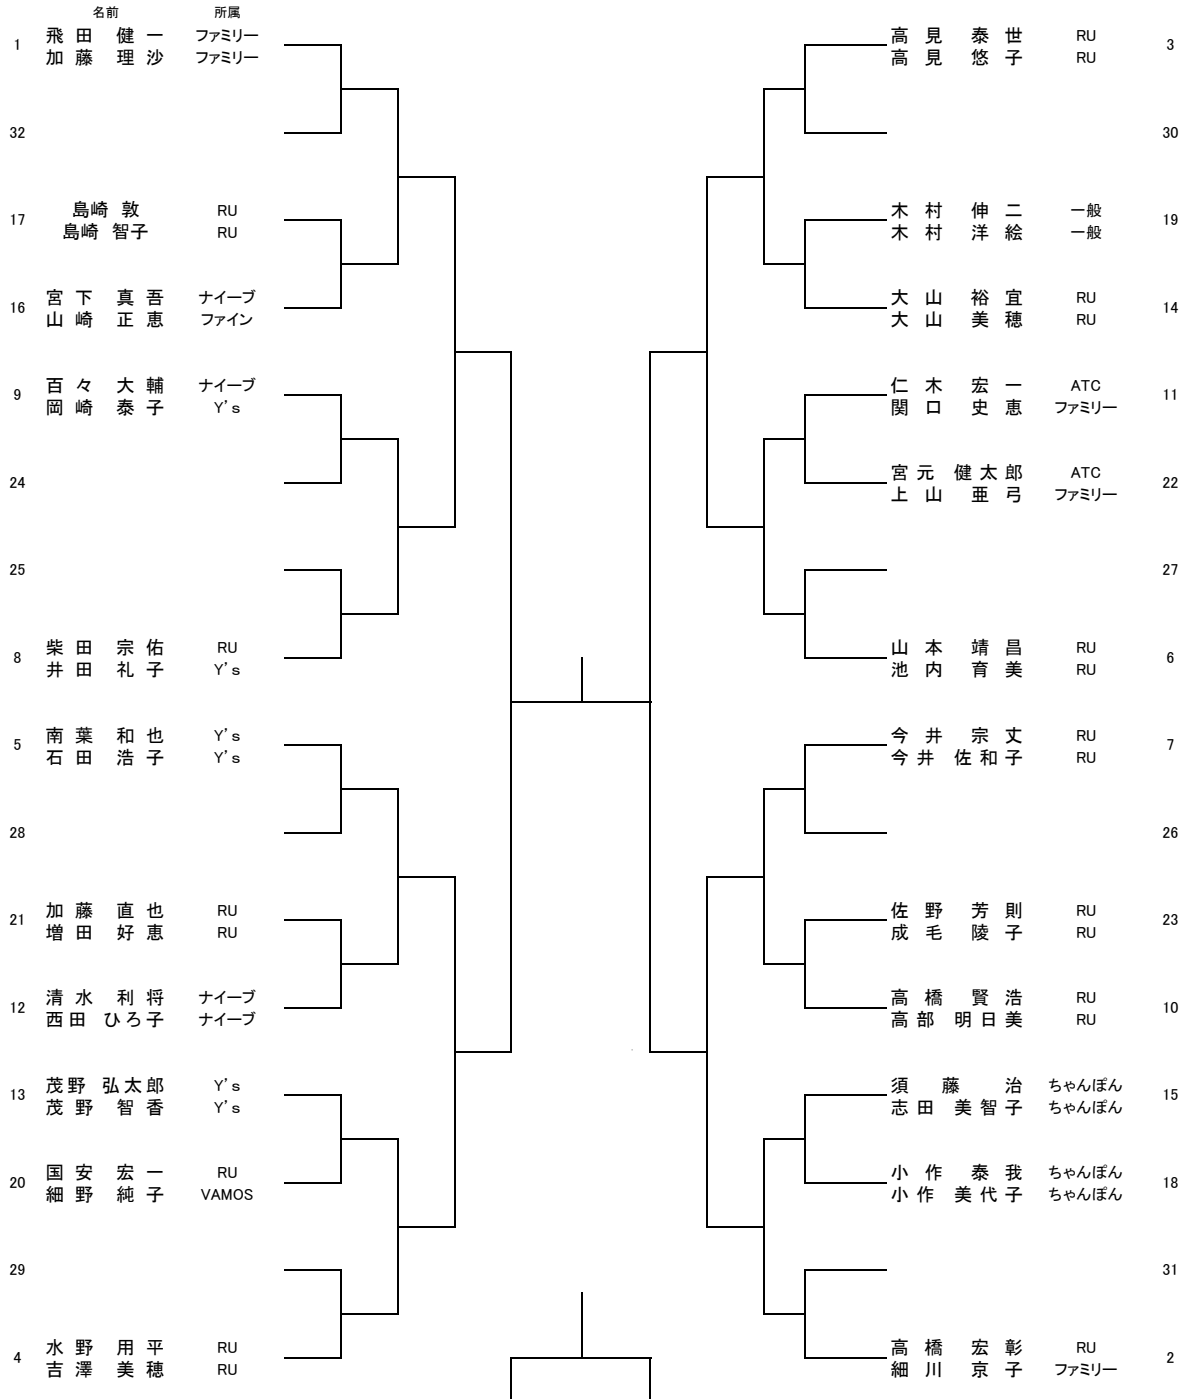 名前 所属
1 飛田 健一 ファミリー
加藤 理沙 ファミリー
32
17 島崎 敦 RU
島崎 智子 RU
16 宮下 真吾 ナイーブ
山崎 正恵 ファイン
9 百々 大輔 ナイーブ
岡崎 泰子 Y's
24
25
8 柴田 宗佑 RU
井田 礼子 Y's
5 南葉 和也 Y's
石田 浩子 Y's
28
21 加藤 直也 RU
増田 好恵 RU
12 清水 利将 ナイーブ
西田 ひろ子 ナイーブ
13 茂野 弘太郎 Y's
茂野 智香 Y's
20 国安 宏一 RU
細野 純子 VAMOS
29
4 水野 用平 RU
吉澤 美穂 RU
高見 泰世 RU 3
高見 悠子 RU
30
木村 伸二 一般 19
木村 洋絵 一般
大山 裕宜 RU 14
大山 美穂 RU
仁木 宏一 ATC 11
関口 史恵 ファミリー
宮元 健太郎 ATC 22
上山 亜弓 ファミリー
27
山本 靖昌 RU 6
池内 育美 RU
今井 宗丈 RU 7
今井 佐和子 RU
26
佐野 芳則 RU 23
成毛 陵子 RU
高橋 賢浩 RU 10
高部 明日美 RU
須藤 治 ちゃんぽん 15
志田 美智子 ちゃんぽん
小作 泰我 ちゃんぽん 18
小作 美代子 ちゃんぽん
31
高橋 宏彰 RU 2
細川 京子 ファミリー